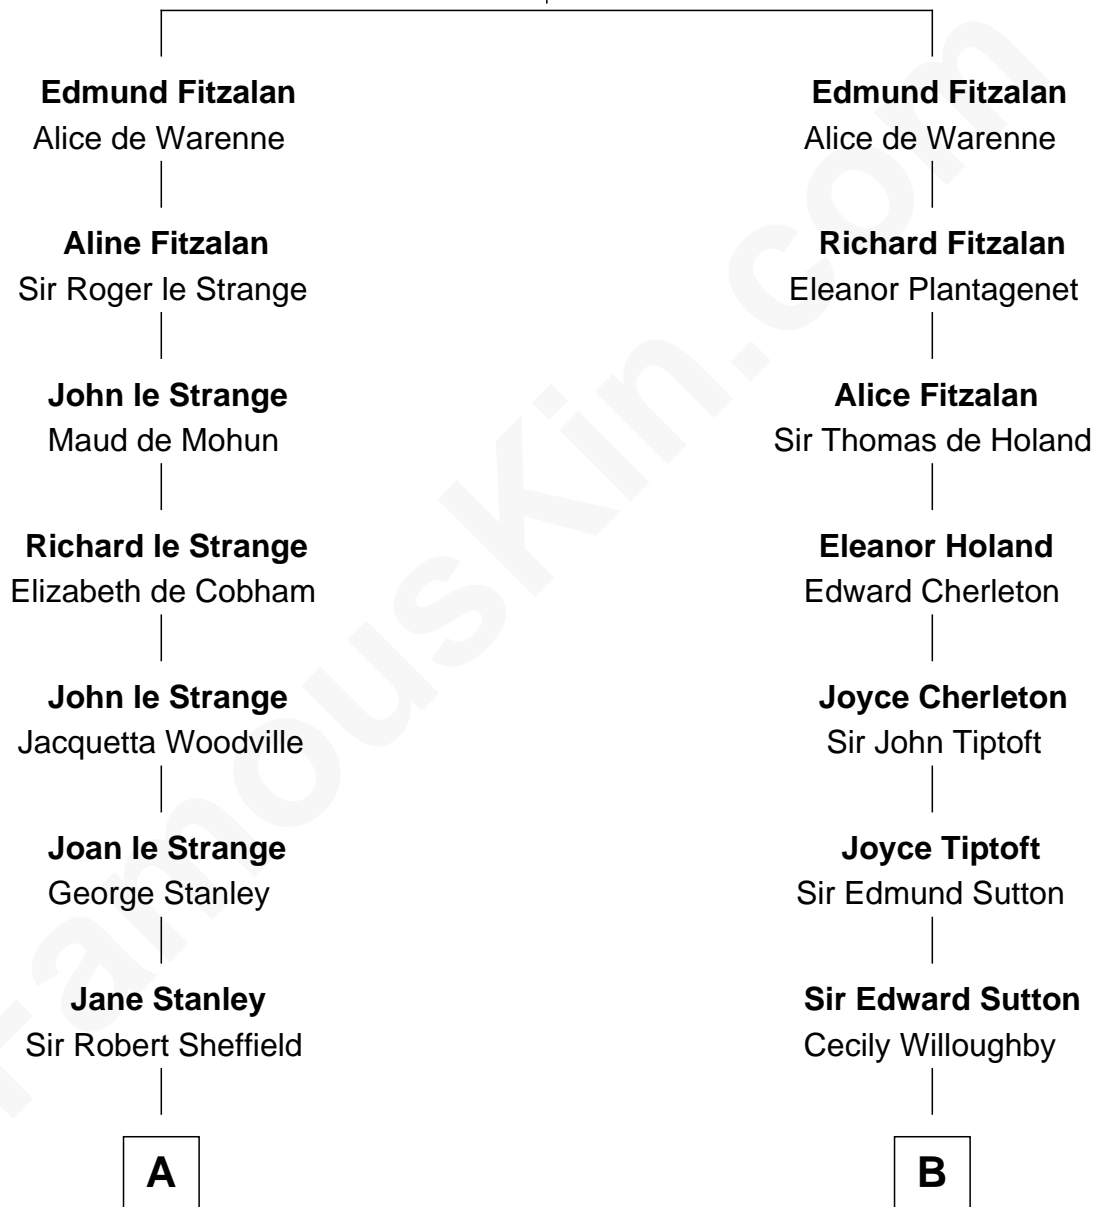 Edmund Fitzalan
Alice de Warenne
Aline Fitzalan
Sir Roger le Strange
John le Strange
Maud de Mohun
Richard le Strange
Elizabeth de Cobham
John le Strange
Jacquetta Woodville
Joan le Strange
George Stanley
Jane Stanley
Sir Robert Sheffield
A
Edmund Fitzalan
Alice de Warenne
Richard Fitzalan
Eleanor Plantagenet
Alice Fitzalan
Sir Thomas de Holand
Eleanor Holand
Edward Cherleton
Joyce Cherleton
Sir John Tiptoft
Joyce Tiptoft
Sir Edmund Sutton
Sir Edward Sutton
Cecily Willoughby
B
FamousKin.com